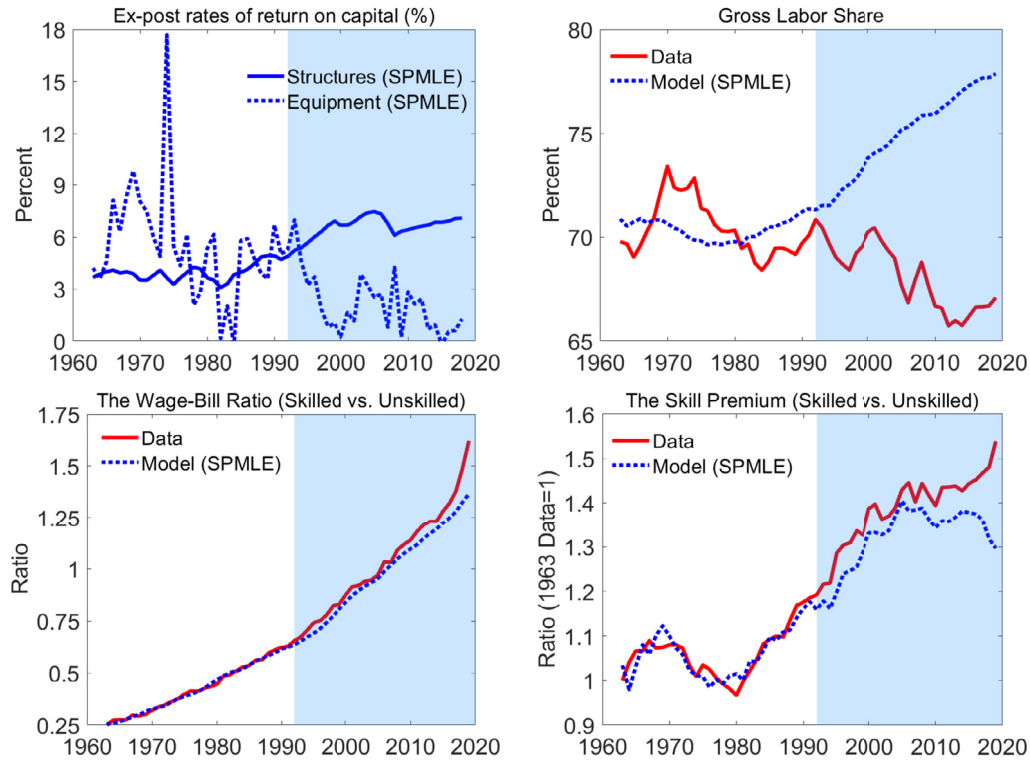 Ex-post rates of return on capital (%)
18
15
12
9
6
3
0
Percent
Structures (SPMLE)
Equipment (SPMLE)
1960 1970 1980 1990 2000 2010 2020
Gross Labor Share
80
75
70
65
Percent
Data
Model (SPMLE)
1960 1970 1980 1990 2000 2010 2020
The Wage-Bill Ratio (Skilled vs. Unskilled)
1.75
1.5
1.25
1
0.75
0.5
0.25
Ratio
Data
Model (SPMLE)
1960 1970 1980 1990 2000 2010 2020
The Skill Premium (Skilled vs. Unskilled)
1.6
1.5
1.4
1.3
1.2
1.1
1
0.9
Ratio (1963 Data=1)
Data
Model (SPMLE)
1960 1970 1980 1990 2000 2010 2020